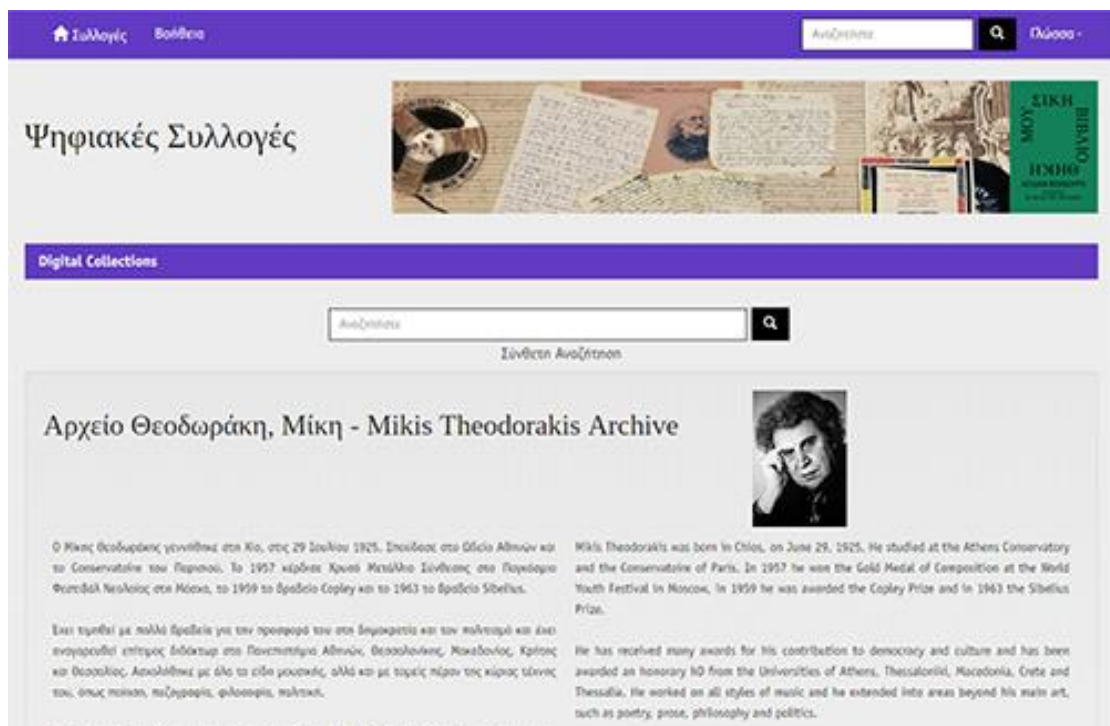 Συλλογές Βοήθεια Αναζητήστε Γλώσσα
Ψηφιακές Συλλογές
ΜΟΥ
ΣΙΚΗ
ΒΙΒΛΙΟ
ΘΗΚΗ
Digital Collections
Αναζητήστε
Σύνθετη Αναζήτηση
Αρχείο Θεοδωράκη, Μίκη - Mikis Theodorakis Archive
Ο Μίκης Θεοδωράκης γεννήθηκε στη Χίο, στις 29 Ιουλίου 1925. Σπούδασε στο Ωδείο Αθηνών και
το Conservatoire του Παρισιού. Το 1957 κέρδισε Χρυσό Μετάλλιο Σύνθεσης στο Παγκόσμιο
Φεστιβάλ Νεολαίας στη Μόσχα, το 1959 το βραβείο Copley και το 1963 το βραβείο Sibelius.
Έχει τιμηθεί με πολλά βραβεία για την προσφορά του στη δημοκρατία και τον πολιτισμό και έχει
αναγορευθεί επίτιμος διδάκτωρ στα Πανεπιστήμια Αθηνών, Θεσσαλονίκης, Μακεδονίας, Κρήτης
και Θεσσαλίας. Ασχολήθηκε με όλα τα είδη μουσικής, αλλά και με τομείς πέραν της κύριας τέχνης
του, όπως ποίηση, πεζογραφία, φιλοσοφία, πολιτική.
Mikis Theodorakis was born in Chios, on June 29, 1925. He studied at the Athens Conservatory
and the Conservatoire of Paris. In 1957 he won the Gold Medal of Composition at the World
Youth Festival in Moscow, in 1959 he was awarded the Copley Prize and in 1963 the Sibelius
Prize.
He has received many awards for his contribution to democracy and culture and has been
awarded an honorary hD from the Universities of Athens, Thessaloniki, Macedonia, Crete and
Thessalia. He worked on all styles of music and he extended into areas beyond his main art,
such as poetry, prose, philosophy and politics.